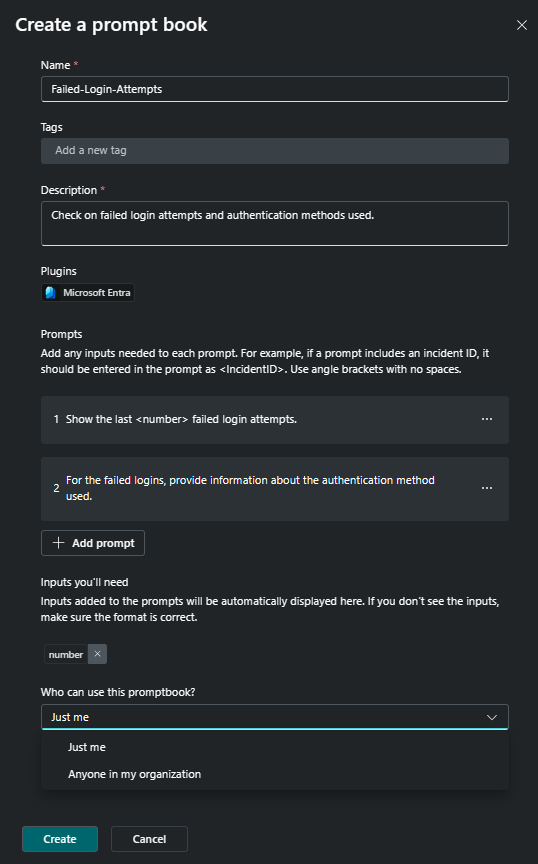 Create a prompt book
Name *
Failed-Login-Attempts
Tags
Add a new tag
Description *
Check on failed login attempts and authentication methods used.
Plugins
Microsoft Entra
Prompts
Add any inputs needed to each prompt. For example, if a prompt includes an incident ID, it
should be entered in the prompt as <IncidentID>. Use angle brackets with no spaces.
1 Show the last <number> failed login attempts.
2 For the failed logins, provide information about the authentication method
used.
Add prompt
Inputs you'll need
Inputs added to the prompts will be automatically displayed here. If you don't see the inputs,
make sure the format is correct.
number
Who can use this promptbook?
Just me
Just me
Anyone in my organization
Create Cancel